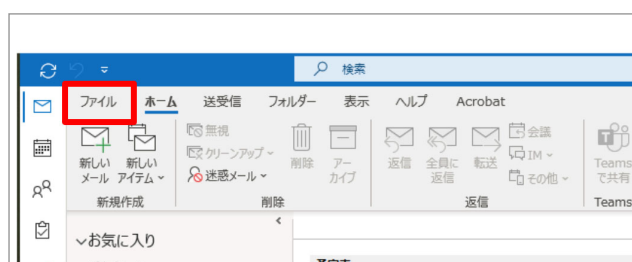 検索
ファイル ホーム 送受信 フォルダー 表示 ヘルプ Acrobat
新しい メール
新しい アイテム
無視
クリーンアップ
迷惑メール
削除
アーカイブ
返信
全員に 返信
転送
会議
IM
その他
Teams で共有
新規作成 削除 返信 Teams
お気に入り